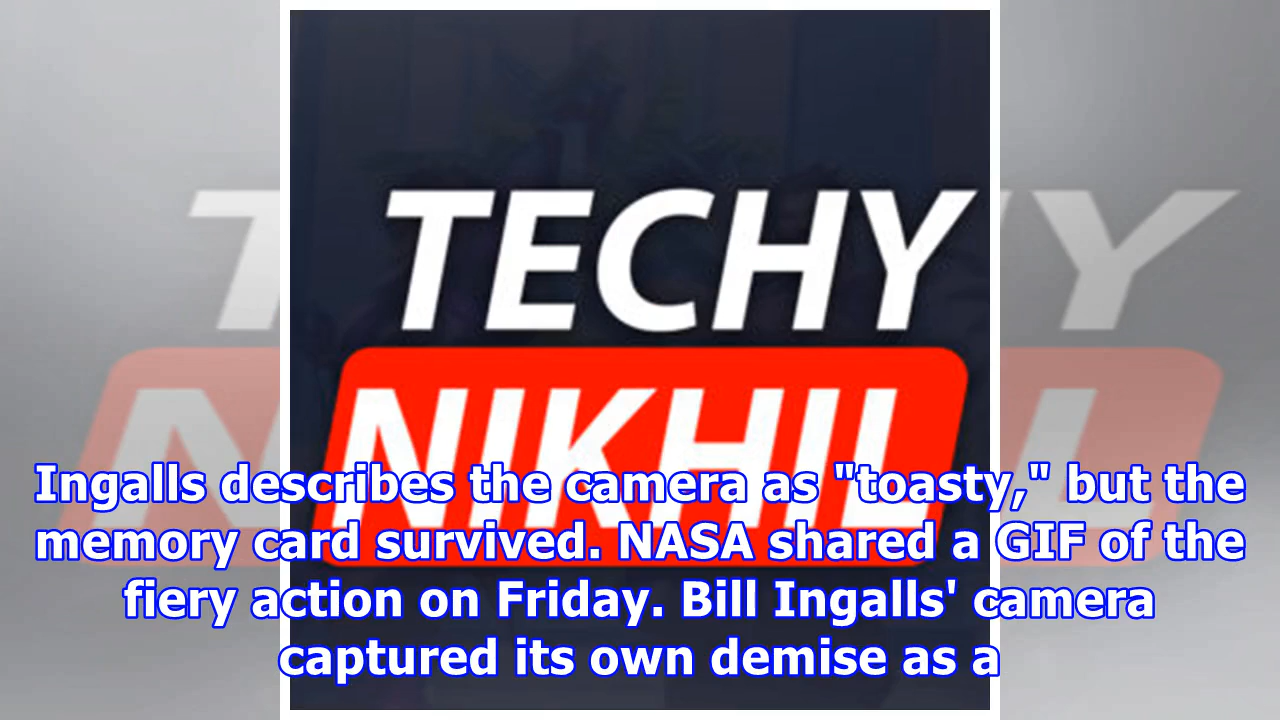 TECHY
NIKHIL
Ingalls describes the camera as "toasty," but the
memory card survived. NASA shared a GIF of the
fiery action on Friday. Bill Ingalls' camera
captured its own demise as a